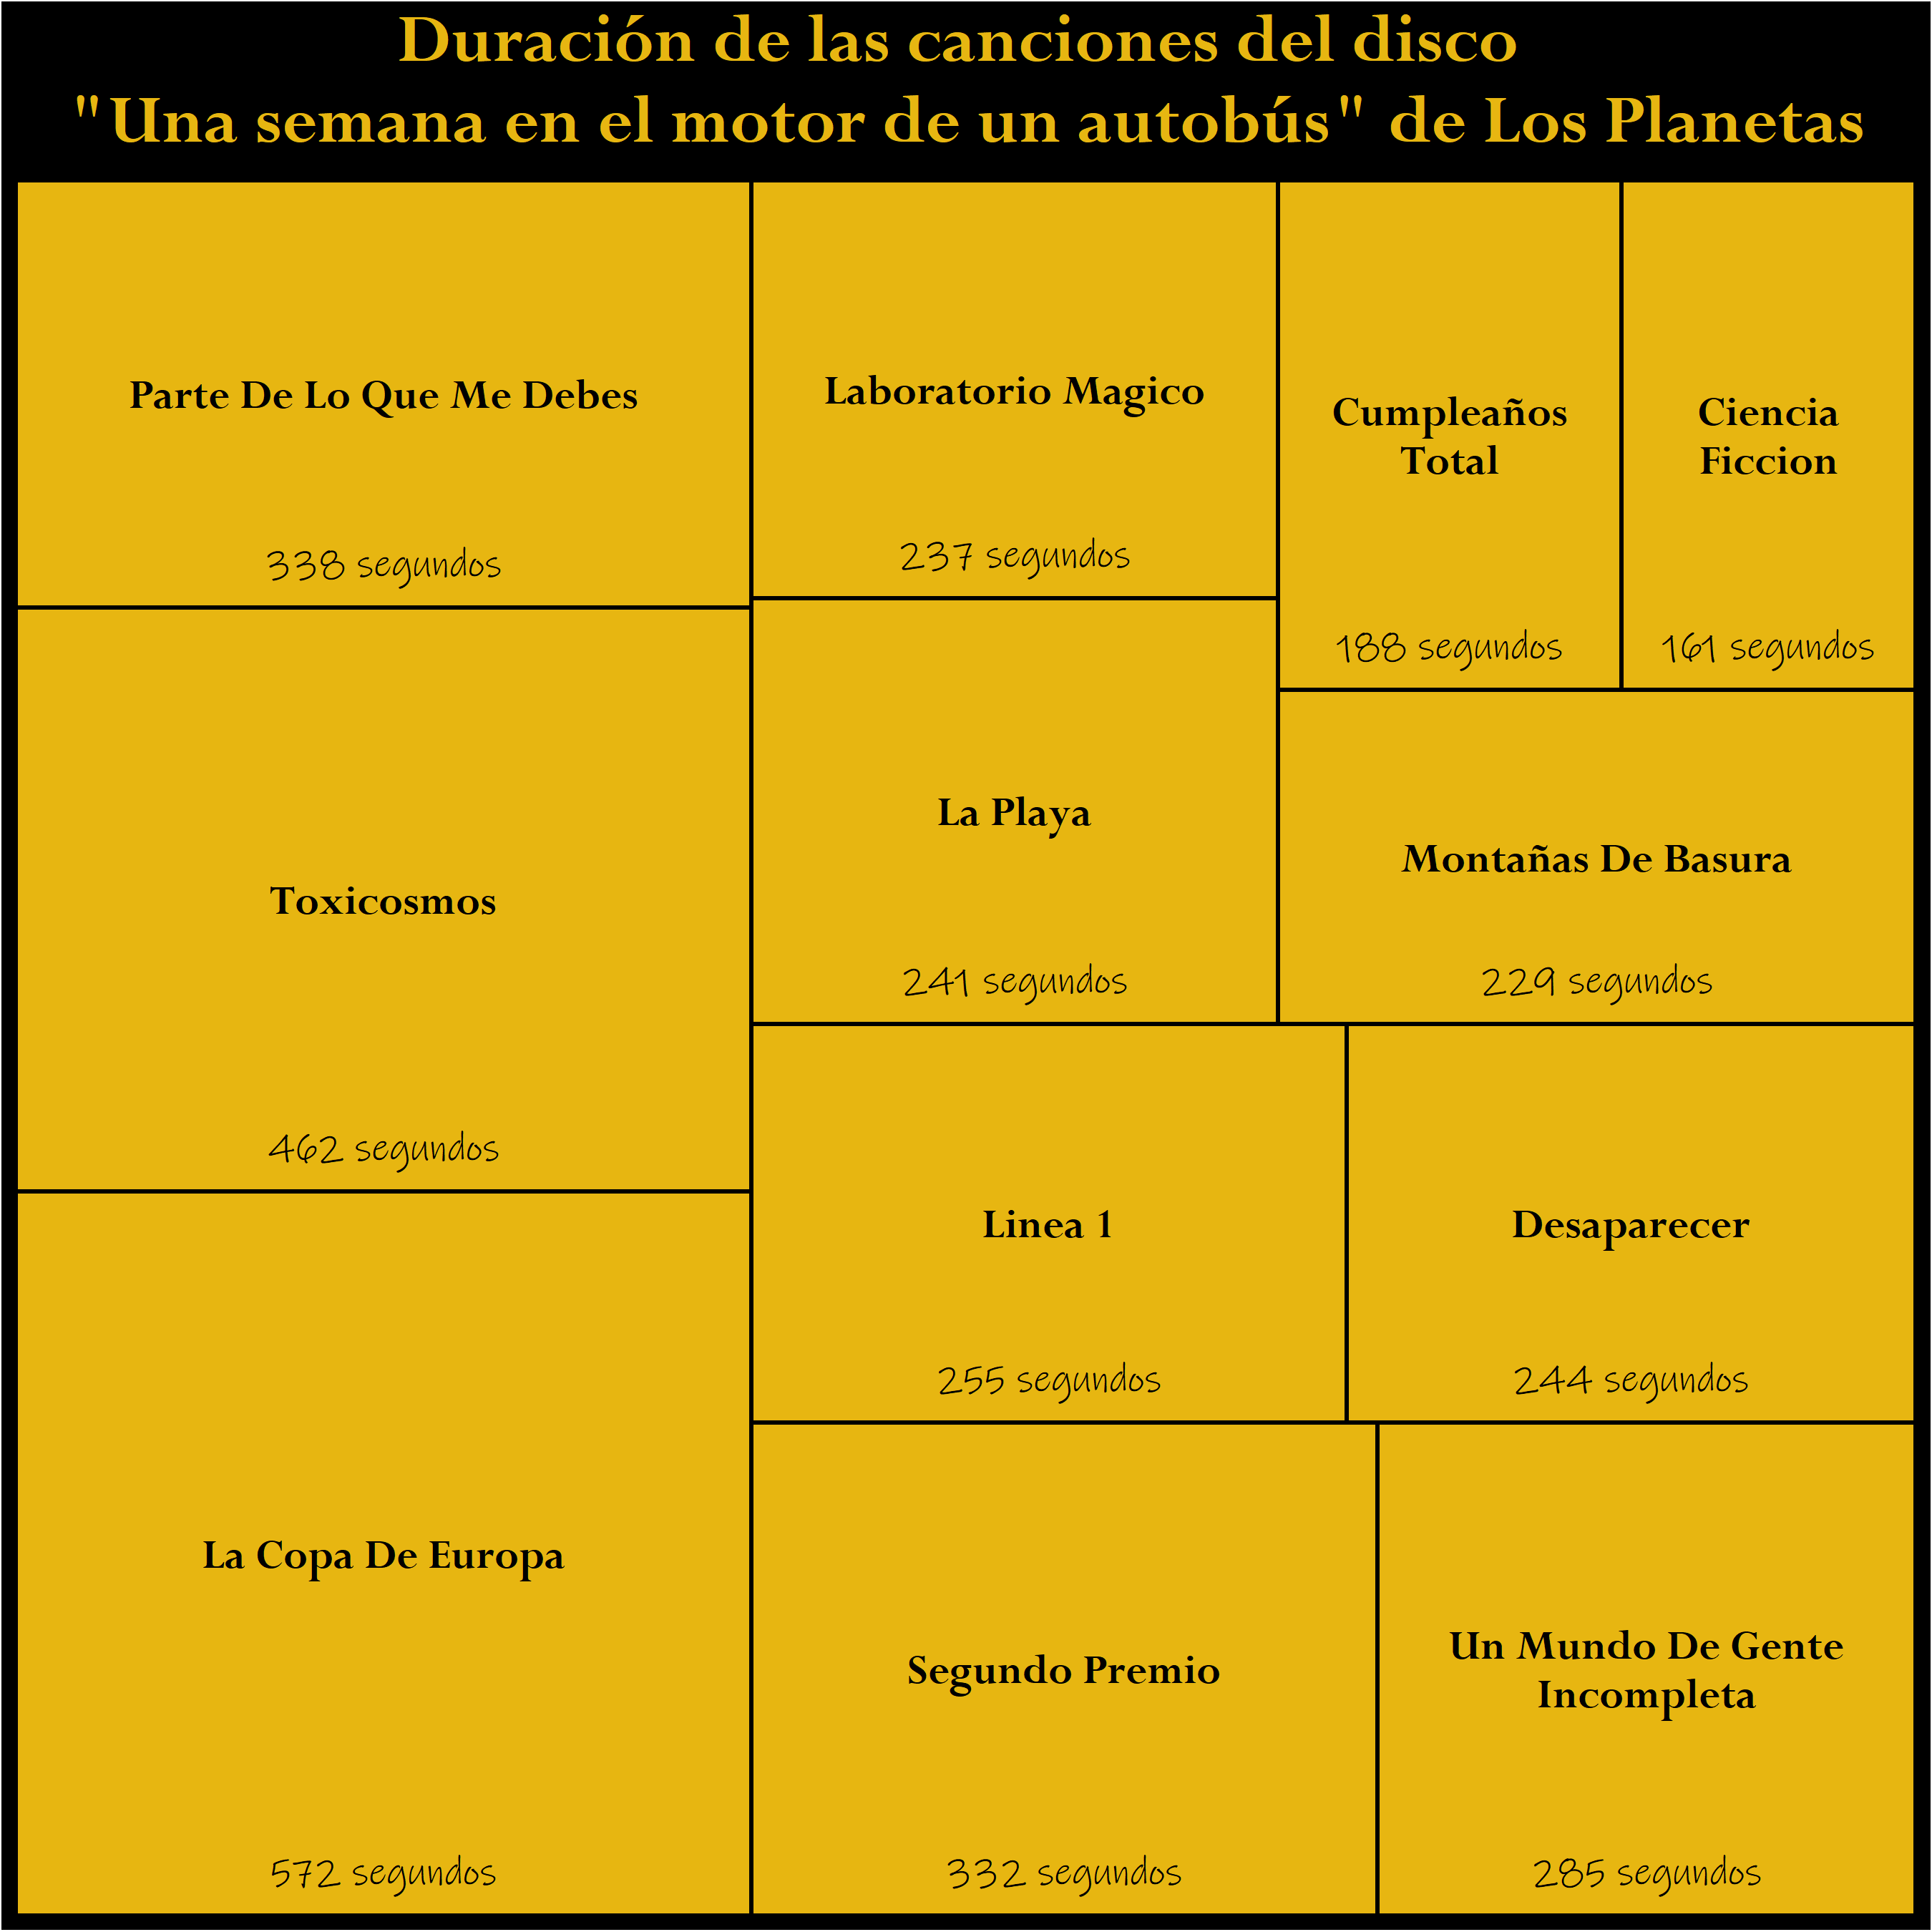 Duración de las canciones del disco
"Una semana en el motor de un autobús" de Los Planetas
Parte De Lo Que Me Debes
338 segundos
Laboratorio Magico
237 segundos
Cumpleaños
Total
188 segundos
Ciencia
Ficcion
161 segundos
Toxicosmos
462 segundos
La Playa
241 segundos
Montañas De Basura
229 segundos
Linea 1
255 segundos
Desaparecer
244 segundos
La Copa De Europa
572 segundos
Segundo Premio
332 segundos
Un Mundo De Gente
Incompleta
285 segundos